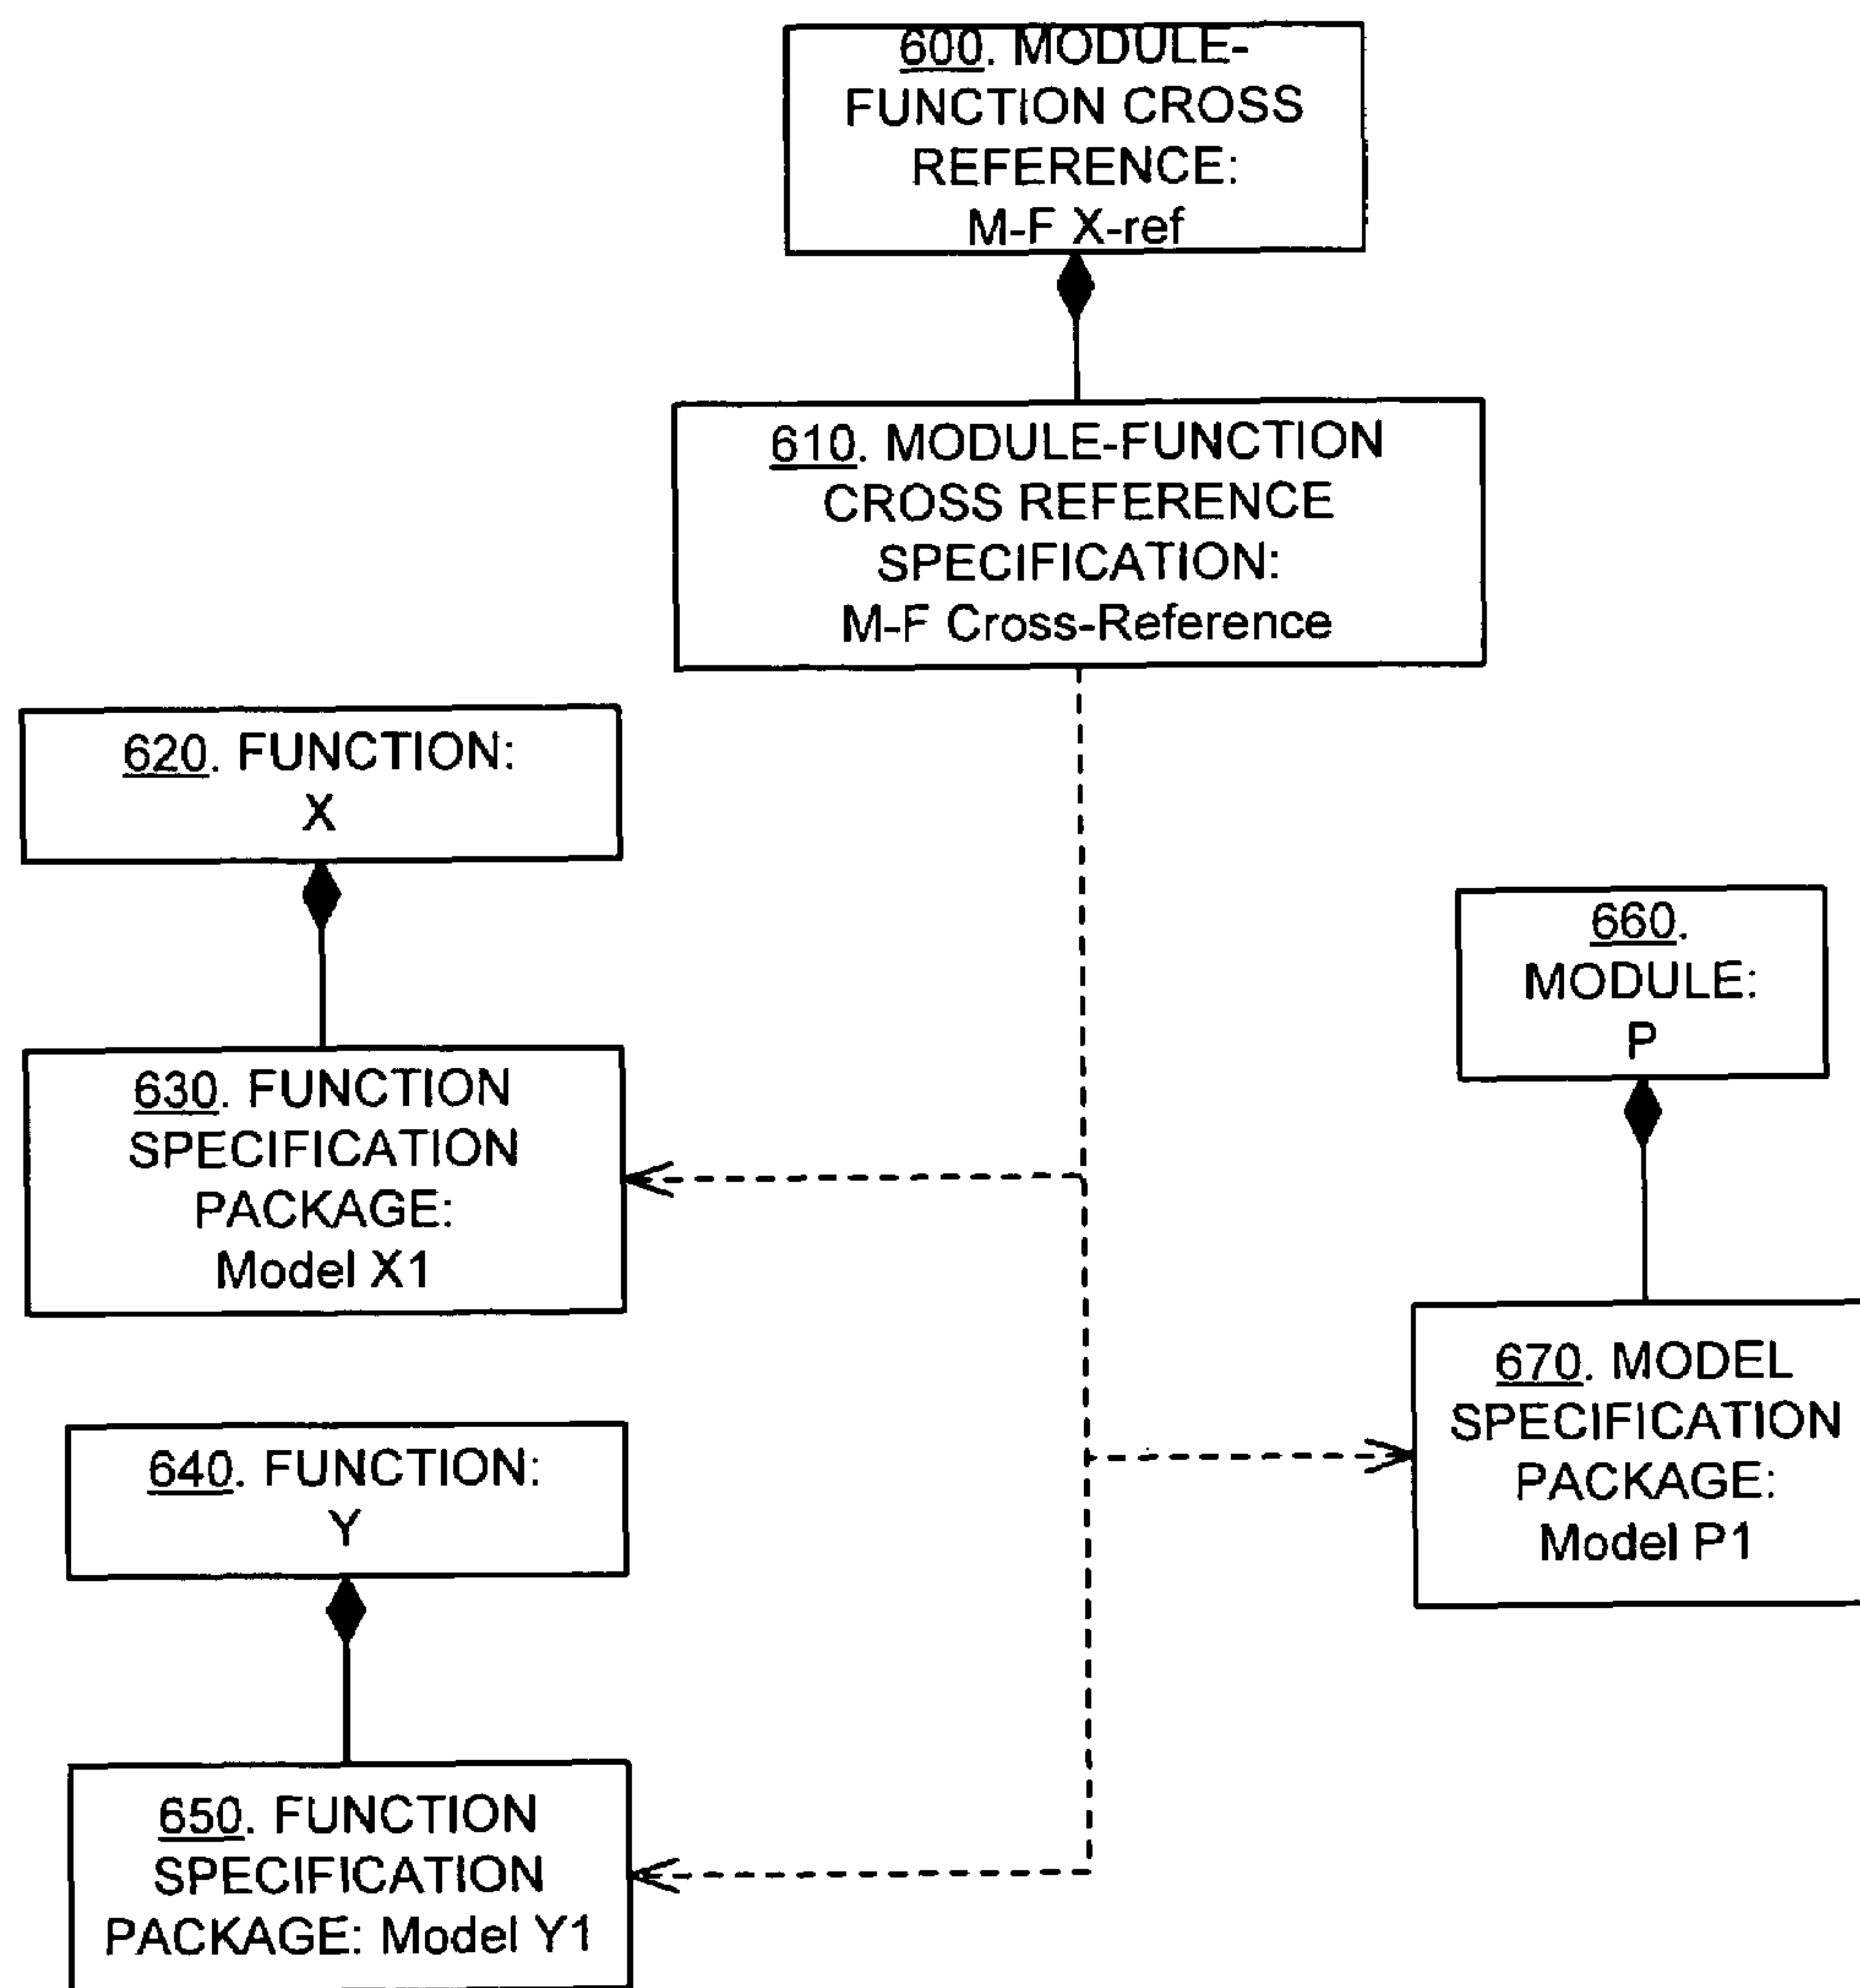 600. MODULE-
FUNCTION CROSS
REFERENCE:
M-F X-ref
610. MODULE-FUNCTION
CROSS REFERENCE
SPECIFICATION:
M-F Cross-Reference
620. FUNCTION:
X
660.
MODULE:
P
630. FUNCTION
SPECIFICATION
PACKAGE:
Model X1
670. MODEL
SPECIFICATION
PACKAGE:
Model P1
640. FUNCTION:
Y
650. FUNCTION
SPECIFICATION
PACKAGE: Model Y1